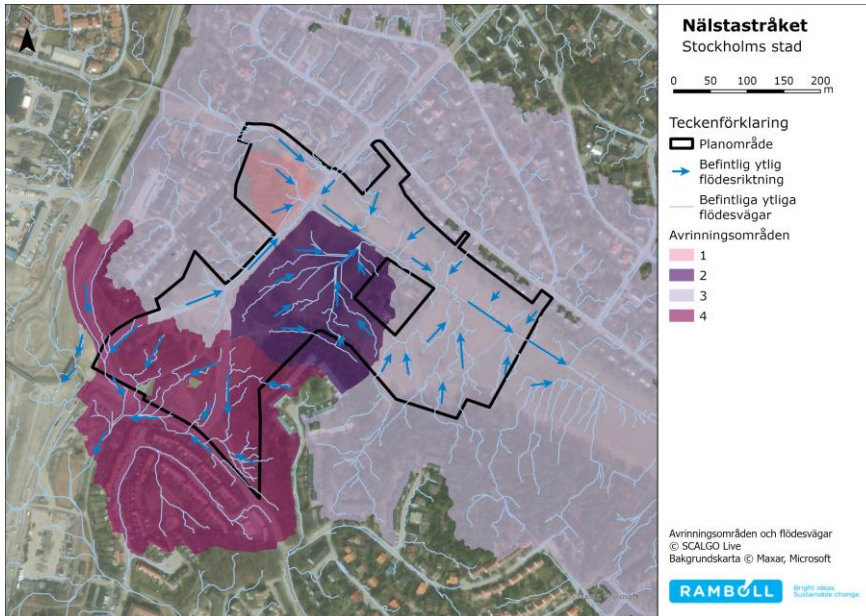 Nälstastråket
Stockholms stad
0 50 100 150 200
m
Teckenförklaring
Planområde
Befintlig ytlig
flödesriktning
Befintliga ytliga
flödesvägar
Avrinningsområden
1
2
3
4
Avrinningsområden och flödesvägar
© SCALGO Live
Bakgrundskarta © Maxar, Microsoft
RAMBOLL
Bright ideas.
Sustainable change.